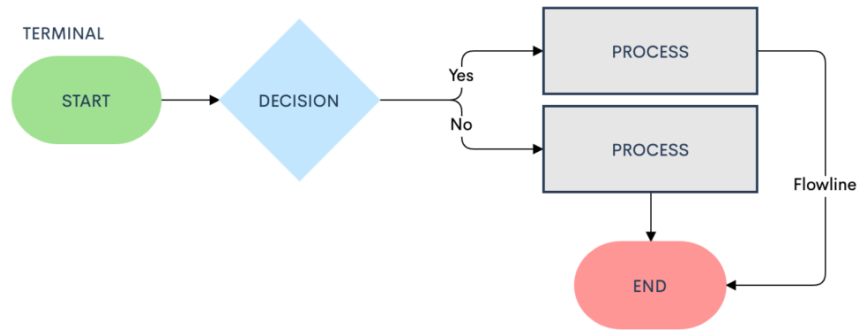 TERMINAL
START
DECISION
Yes
No
PROCESS
PROCESS
Flowline
END